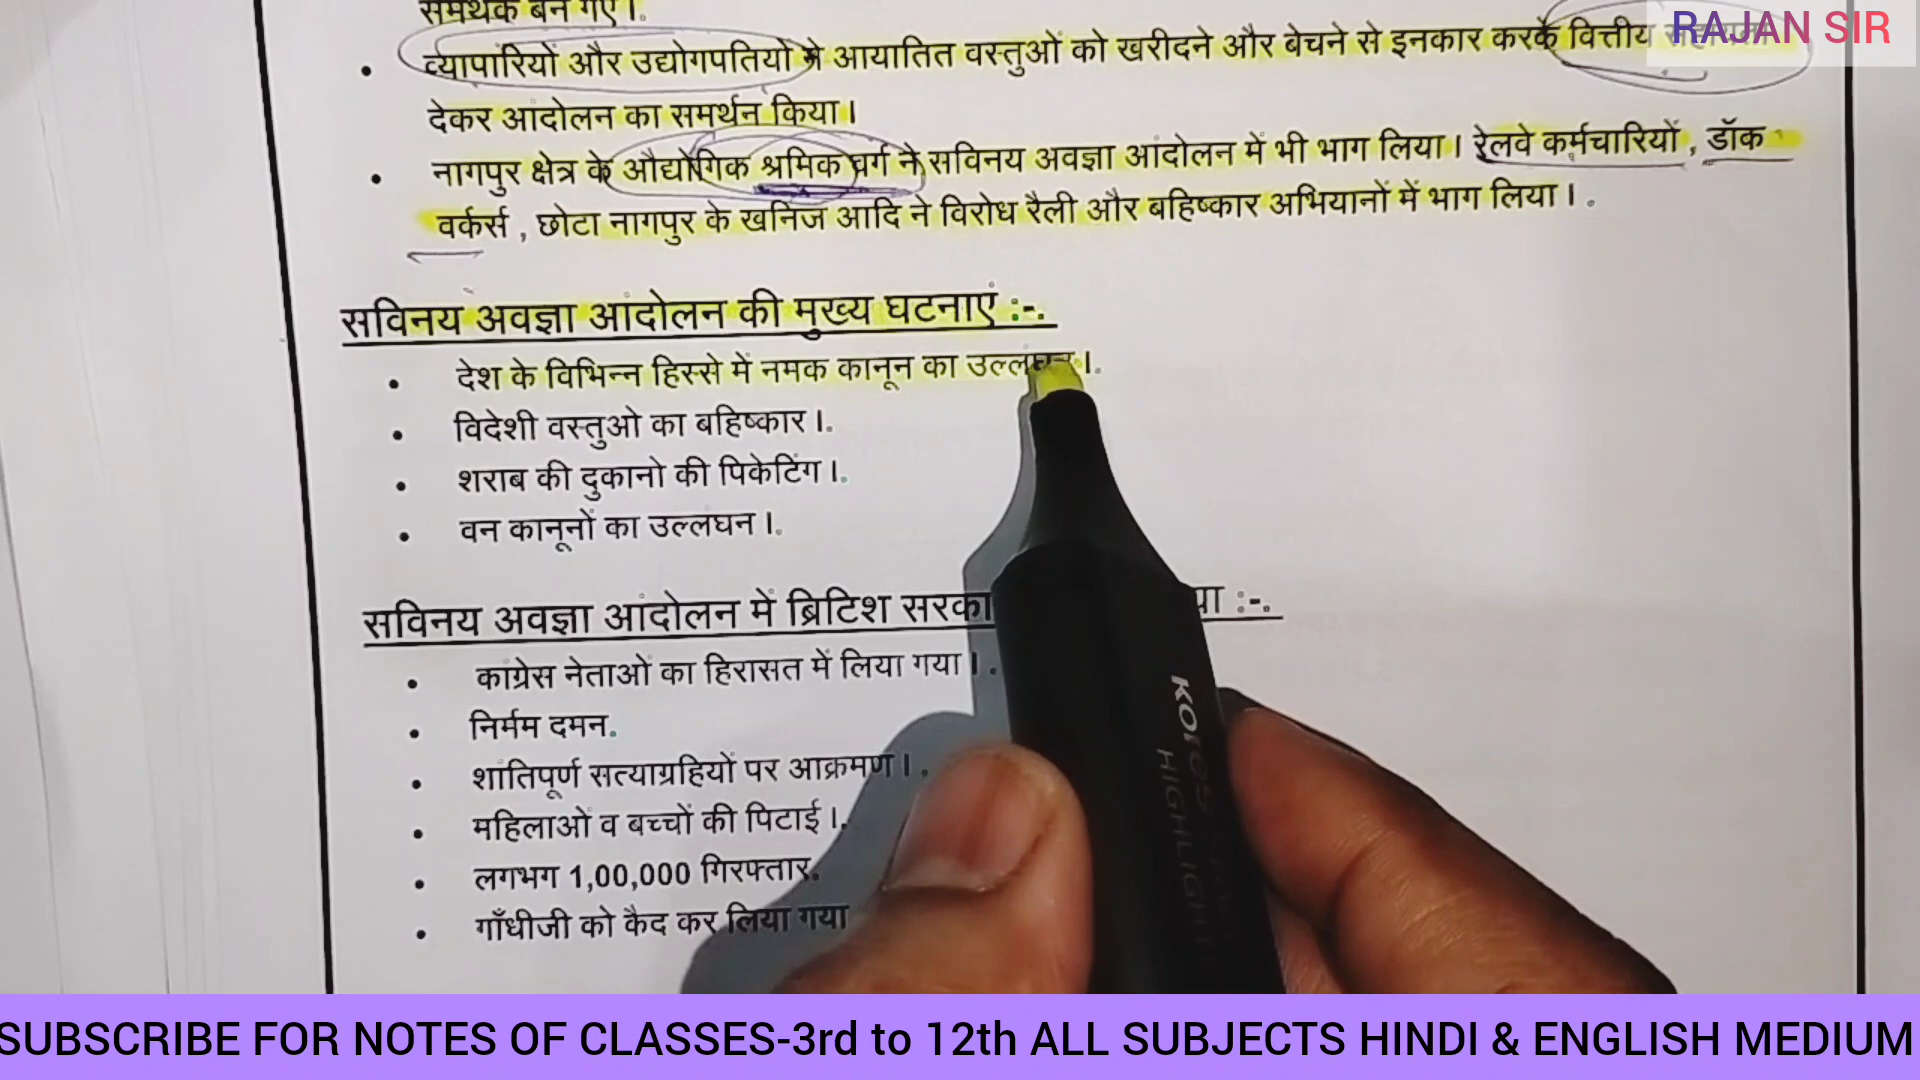 समर्थक बन गए।
RAJAN SIR
• व्यापारियों और उद्योगपतियों ने आयातित वस्तुओं को खरीदने और बेचने से इनकार करके वित्तीय
देकर आंदोलन का समर्थन किया।
• नागपुर क्षेत्र के औद्योगिक श्रमिक वर्ग ने सविनय अवज्ञा आंदोलन में भी भाग लिया। रेलवे कर्मचारियों , डॉक
वर्कर्स , छोटा नागपुर के खनिज आदि ने विरोध रैली और बहिष्कार अभियानों में भाग लिया।.
सविनय अवज्ञा आंदोलन की मुख्य घटनाएं :-.
• देश के विभिन्न हिस्से में नमक कानून का
• विदेशी वस्तुओ का बहिष्कार।.
• शराब की दुकानो की पिकेटिंग।.
• वन कानूनों का उल्लघन।.
सविनय अवज्ञा आंदोलन में ब्रिटिश :-.
• कांग्रेस नेताओं का हिरासत में लिया गया।.
• निर्मम दमन.
• शांतिपूर्ण सत्याग्रहियों पर आक्रमण।.
• महिलाओं व बच्चों की पिटाई।.
• लगभग 1,00,000 गिरफ्तार.
• गाँधीजी को कैद कर लिया गया
Kores
HIGHLIGHT
SUBSCRIBE FOR NOTES OF CLASSES-3rd to 12th ALL SUBJECTS HINDI & ENGLISH MEDIUM